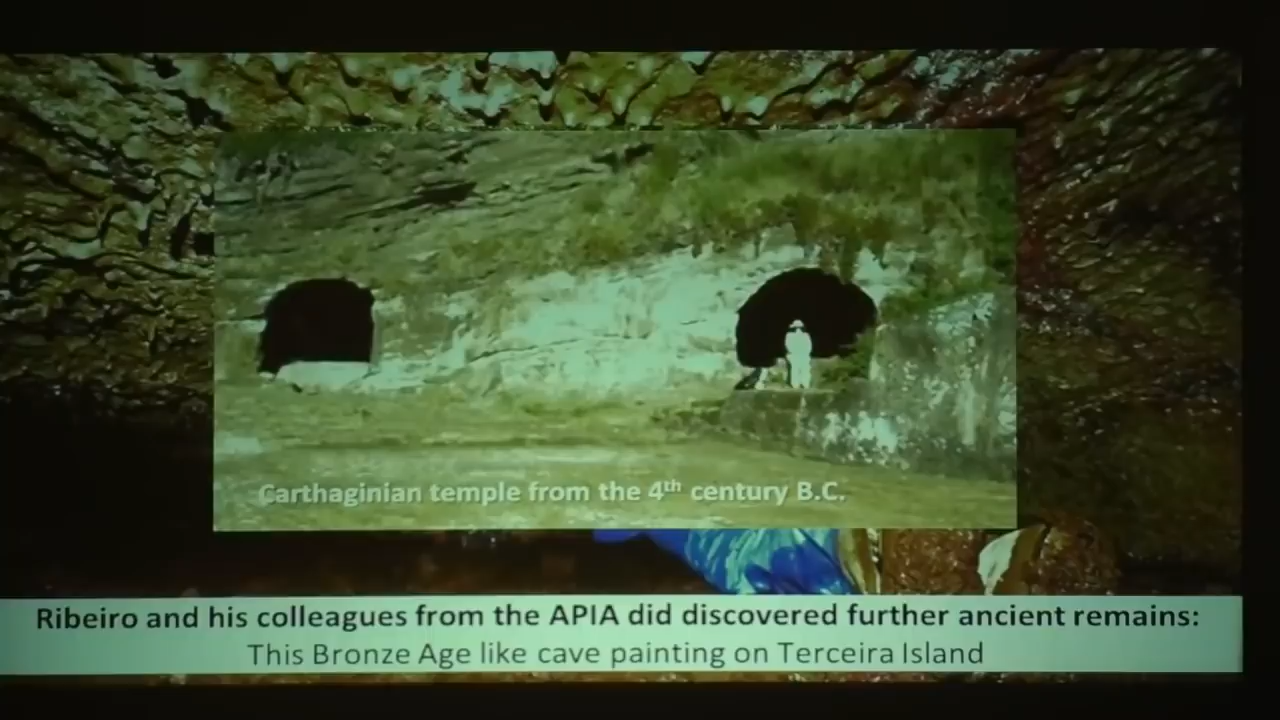 Carthaginian temple from the 4th century B.C.
Ribeiro and his colleagues from the APIA did discovered further ancient remains:
This Bronze Age like cave painting on Terceira Island